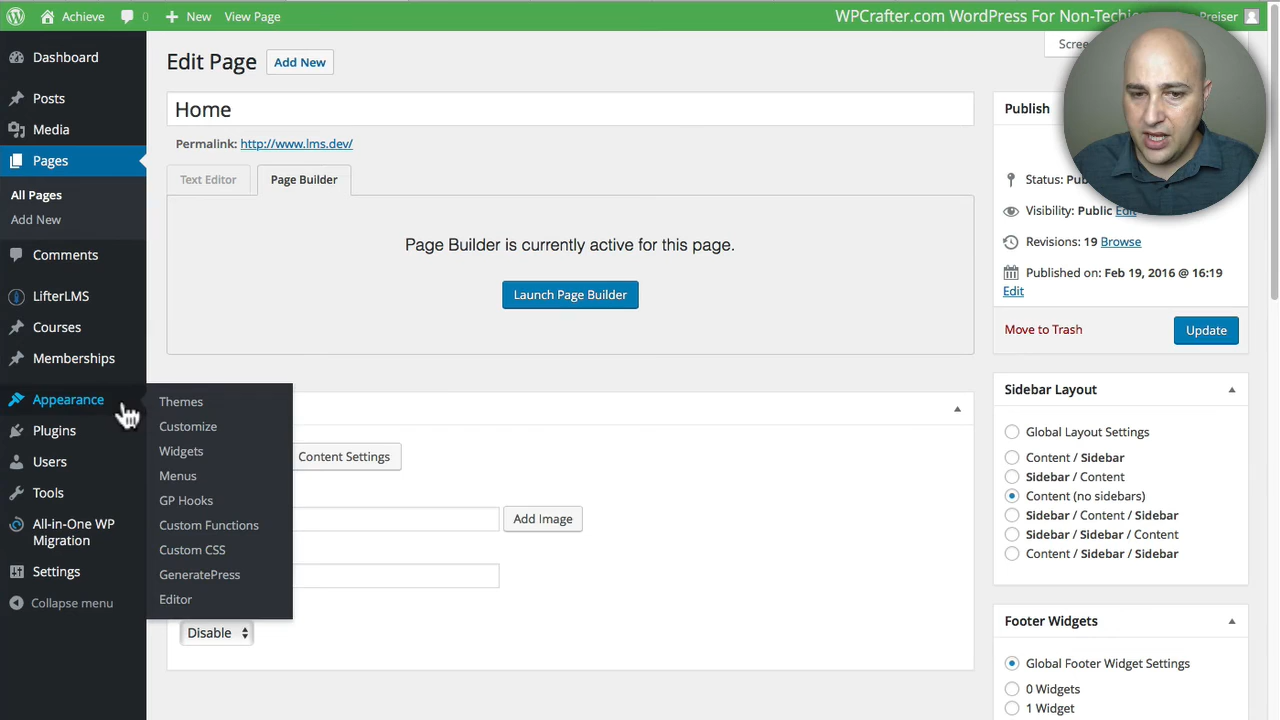 Achieve
0
New
View Page
WPCrafter.com WordPress For Non-Techies
Preiser
Dashboard
Posts
Media
Pages
All Pages
Add New
Comments
LifterLMS
Courses
Memberships
Appearance
Plugins
Users
Tools
All-in-One WP
Migration
Settings
Collapse menu
Themes
Customize
Widgets
Menus
GP Hooks
Custom Functions
Custom CSS
GeneratePress
Editor
Edit Page
Add New
Home
Permalink: http://www.lms.dev/
Text Editor
Page Builder
Page Builder is currently active for this page.
Launch Page Builder
Content Settings
Add Image
Disable
Scree
Publish
Status: Pub
Visibility: Public Edit
Revisions: 19 Browse
Published on: Feb 19, 2016 @ 16:19
Edit
Move to Trash
Update
Sidebar Layout
Global Layout Settings
Content / Sidebar
Sidebar / Content
Content (no sidebars)
Sidebar / Content / Sidebar
Sidebar / Sidebar / Content
Content / Sidebar / Sidebar
Footer Widgets
Global Footer Widget Settings
0 Widgets
1 Widget